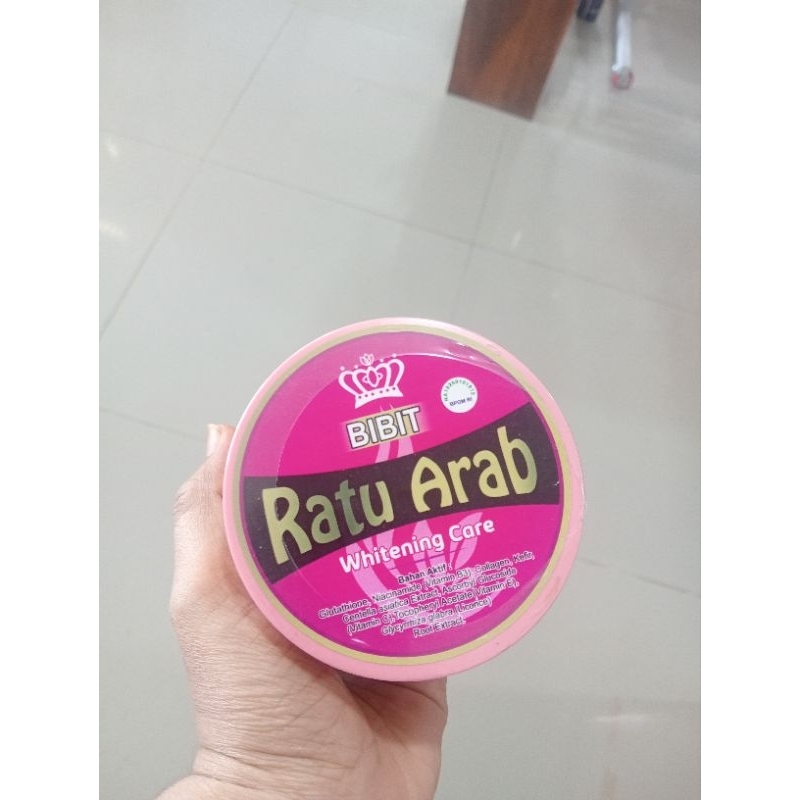 BPOM RI
BIBIT
Ratu Arab
Whitening Care
Bahan Aktif :
Glutathione, Niacinamide (Vitamin B3), Collagen, Kefir,
Centella asiatica Extract, Ascorbyl Glucoside
(Vitamin C) Tocopheryl Acetate (Vitamin E),
Glycyrrhiza glabra, (Licorice)
Root Extract.